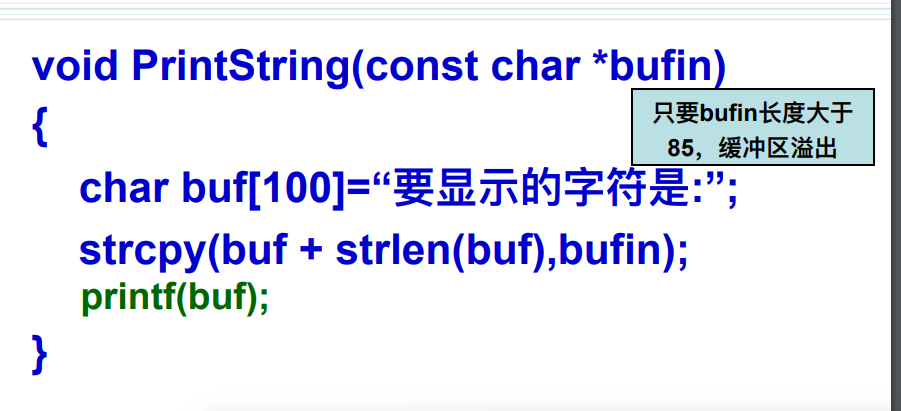 void PrintString(const char *bufin)
{
只要bufin长度大于
85，缓冲区溢出
char buf[100]=“要显示的字符是:”;
strcpy(buf + strlen(buf),bufin);
printf(buf);
}